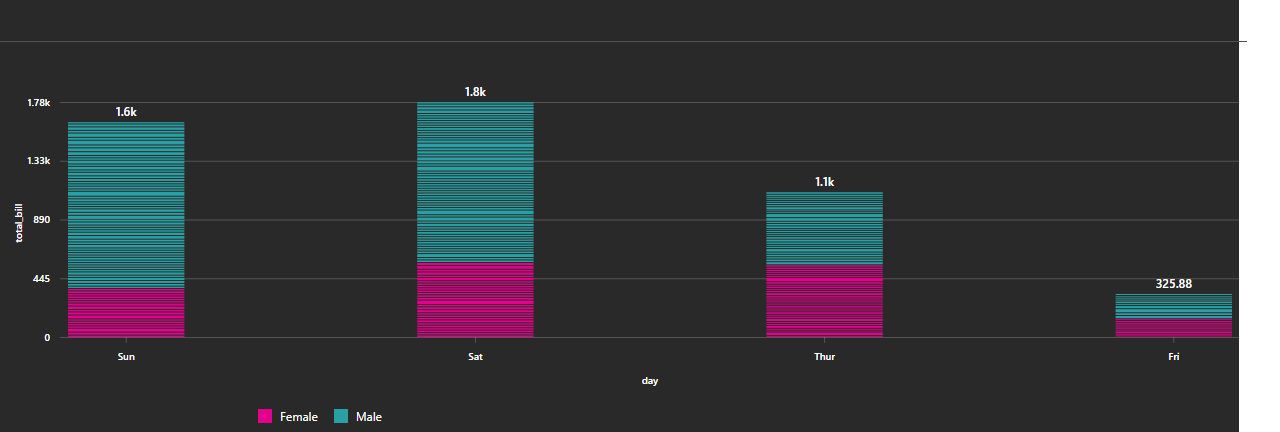 1.8k
1.78k
1.6k
1.33k
1.1k
890
total_bill
445
325.88
0
Sun Sat Thur Fri
day
Female Male